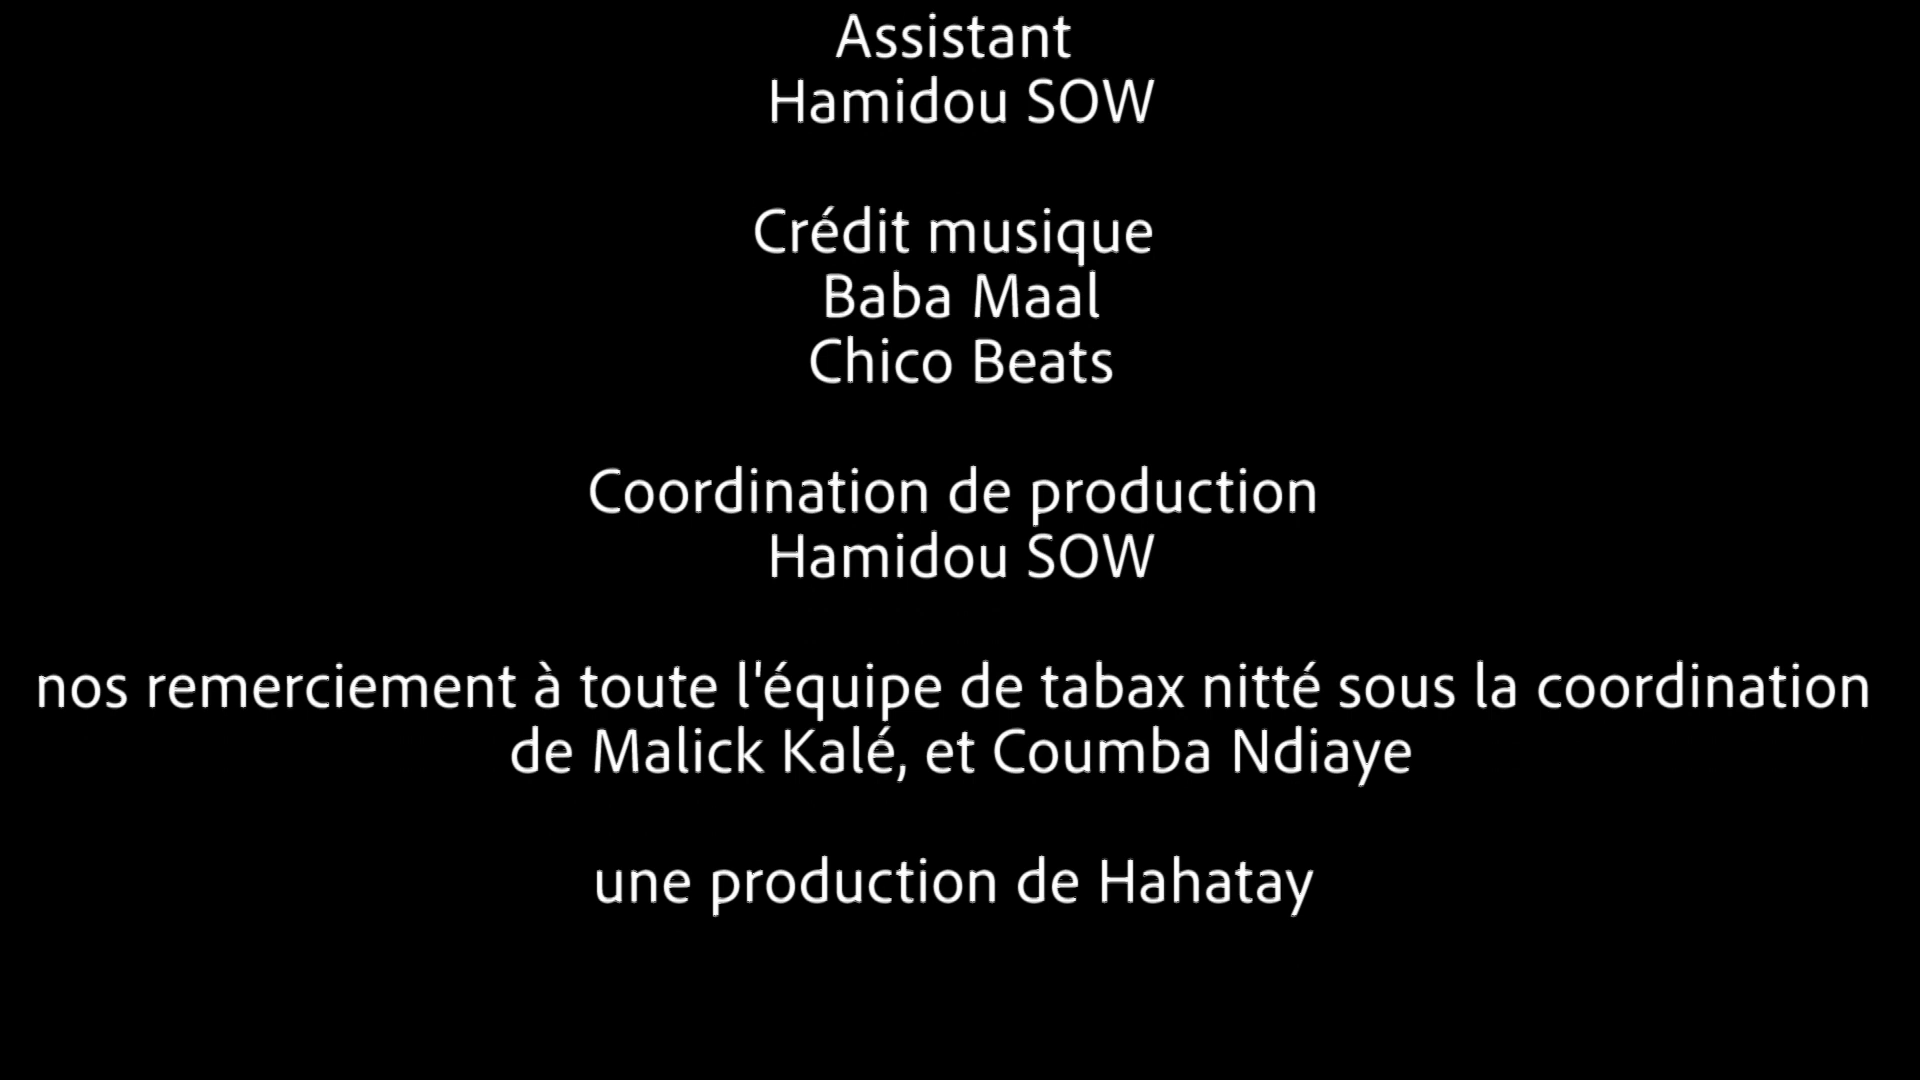 Assistant
Hamidou SOW
Crédit musique
Baba Maal
Chico Beats
Coordination de production
Hamidou SOW
nos remerciement à toute l'équipe de tabax nitté sous la coordination
de Malick Kalé, et Coumba Ndiaye
une production de Hahatay